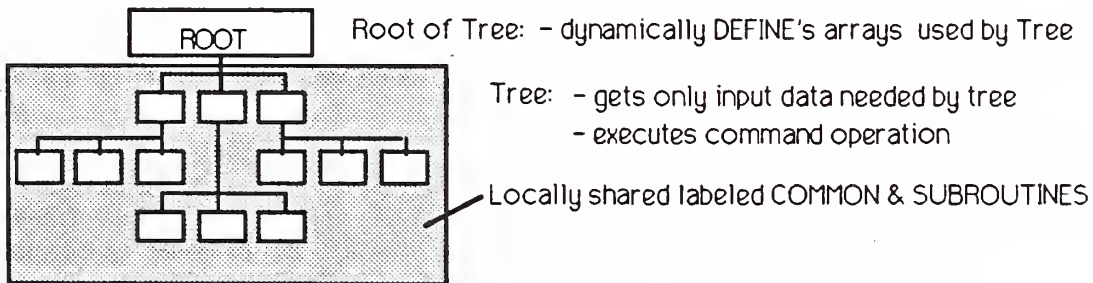 ROOT
Root of Tree: - dynamically DEFINE's arrays used by Tree
Tree: - gets only input data needed by tree
- executes command operation
Locally shared labeled COMMON & SUBROUTINES